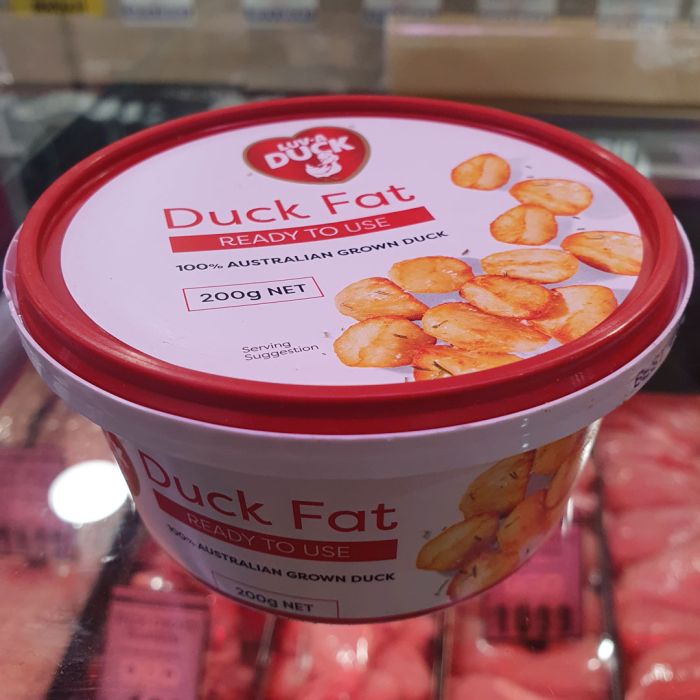 LUV-A
DUCK
Duck Fat
READY TO USE
100% AUSTRALIAN GROWN DUCK
200g NET
Serving
Suggestion
Duck Fat
READY TO USE
100% AUSTRALIAN GROWN DUCK
200g NET